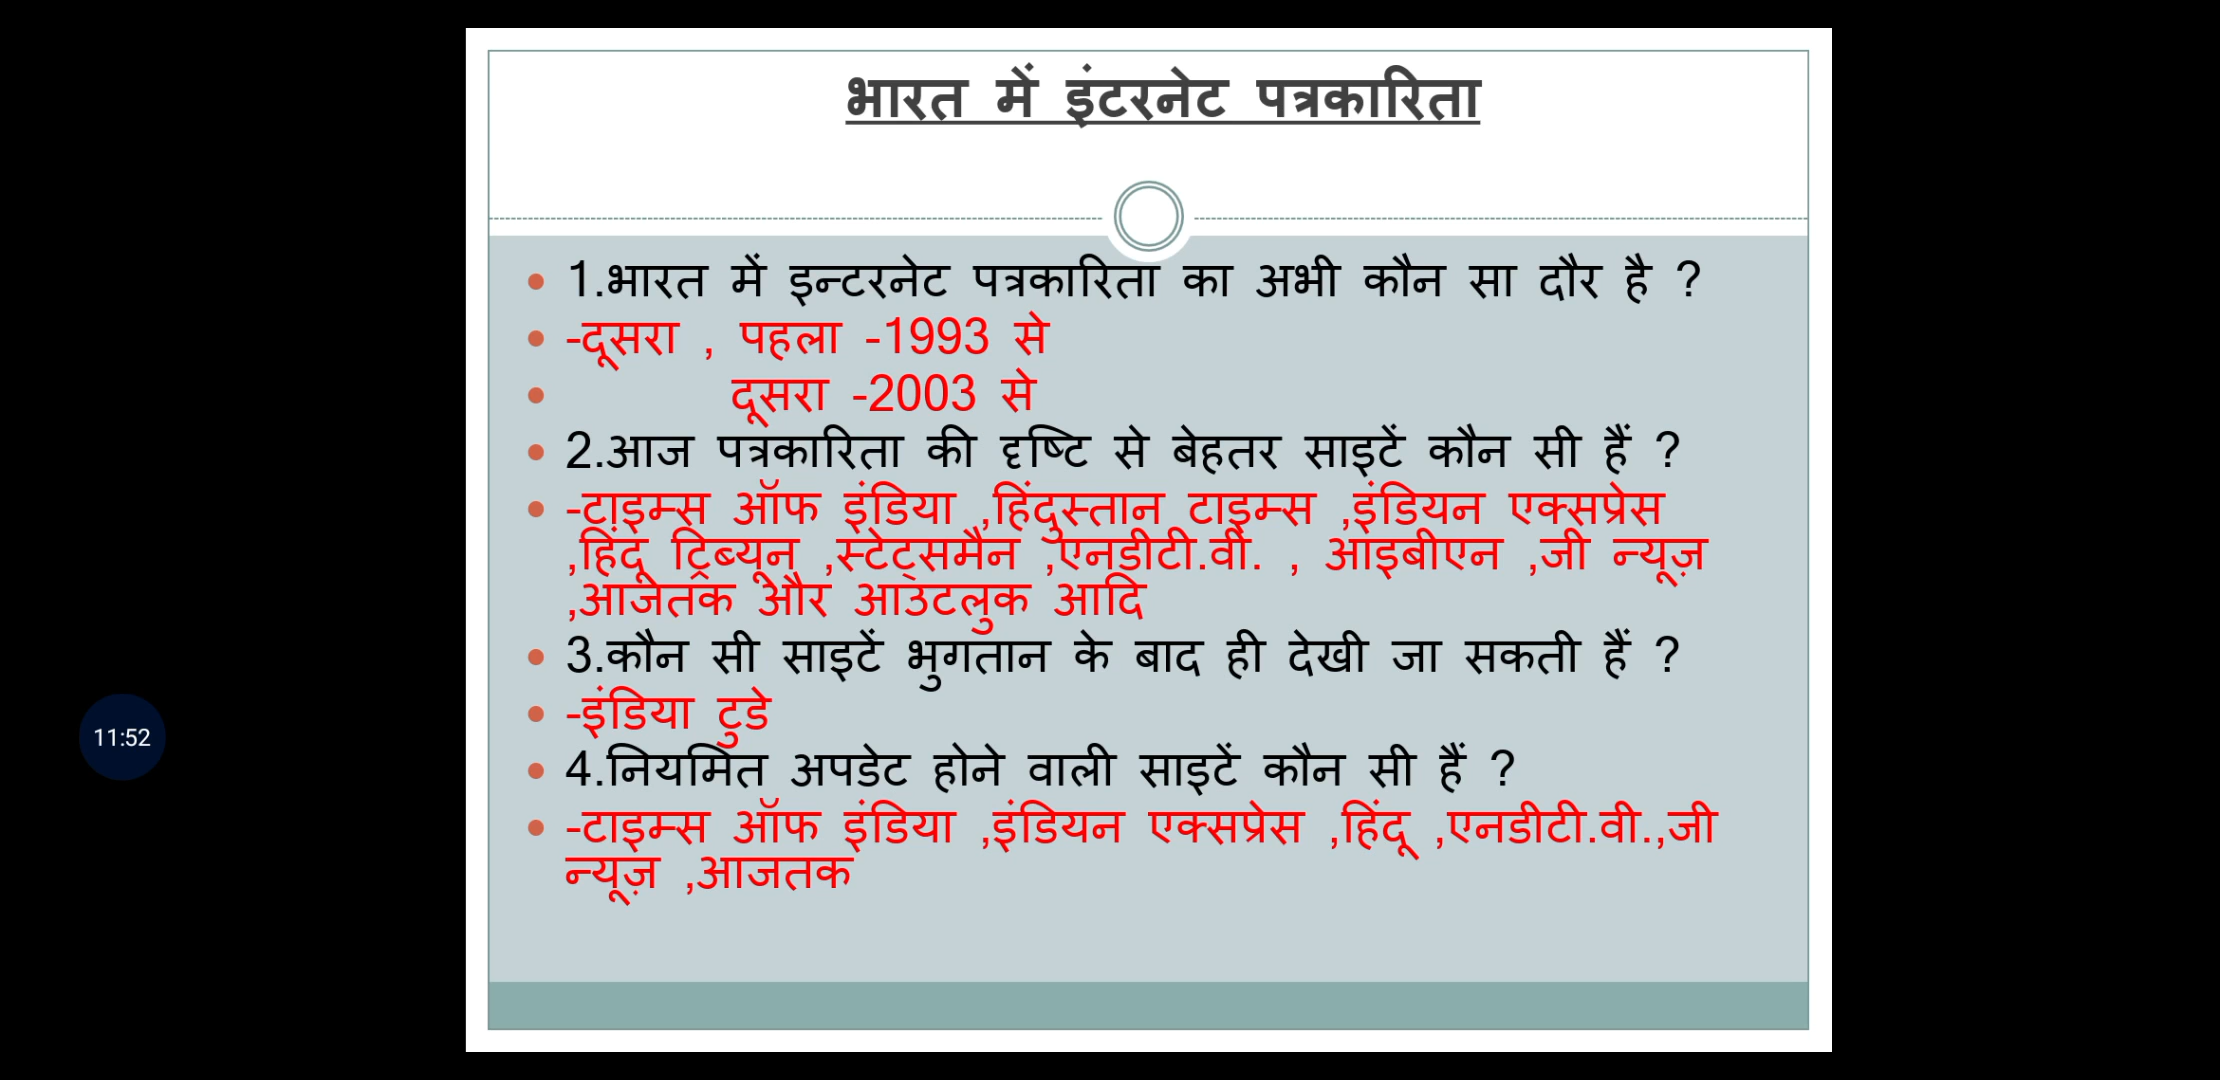 भारत में इंटरनेट पत्रकारिता
1.भारत में इन्टरनेट पत्रकारिता का अभी कौन सा दौर है ?
-दूसरा , पहला -1993 से
दूसरा -2003 से
2.आज पत्रकारिता की दृष्टि से बेहतर साइटें कौन सी हैं ?
-टाइम्स ऑफ इंडिया ,हिंदुस्तान टाइम्स ,इंडियन एक्सप्रेस
,हिंदू ट्रिब्यून ,स्टेट्समैन ,एनडीटी.वी. , आइबीएन ,जी न्यूज़
,आजतक और आउटलुक आदि
3.कौन सी साइटें भुगतान के बाद ही देखी जा सकती हैं ?
-इंडिया टुडे
4.नियमित अपडेट होने वाली साइटें कौन सी हैं ?
-टाइम्स ऑफ इंडिया ,इंडियन एक्सप्रेस ,हिंदू ,एनडीटी.वी.,जी
न्यूज़ ,आजतक
11:52